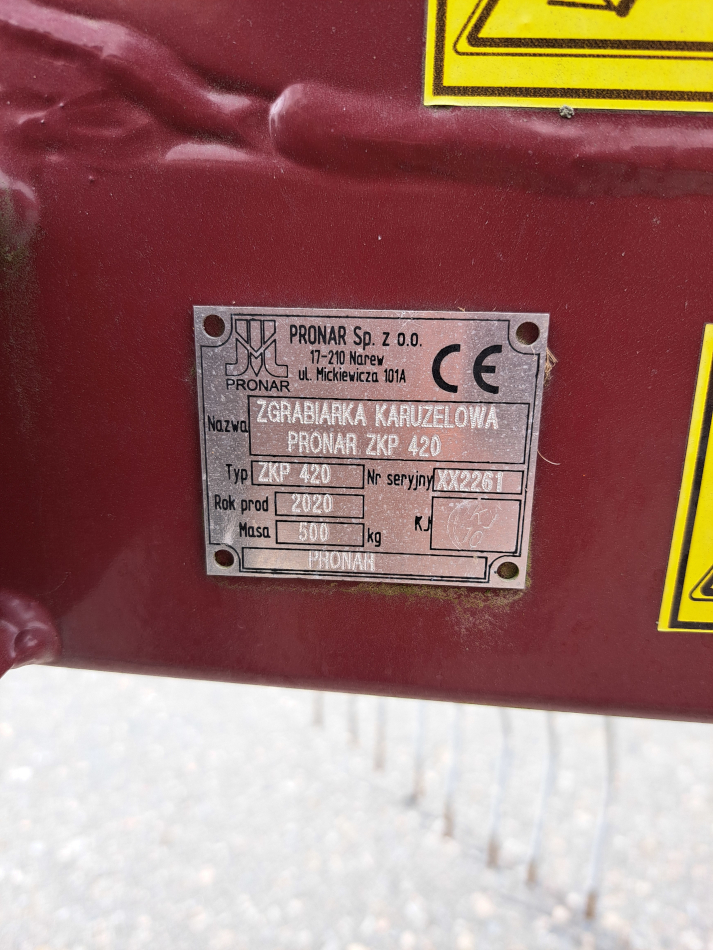 PRONAR Sp. z o.o.
17-210 Narew
ul. Mickiewicza 101A
PRONAR
CE
Nazwa ZGRABIARKA KARUZELOWA
PRONAR ZKP 420
Typ ZKP 420 Nr seryjny XX2261
Rok prod 2020
Masa 500 kg KJ
PRONAR